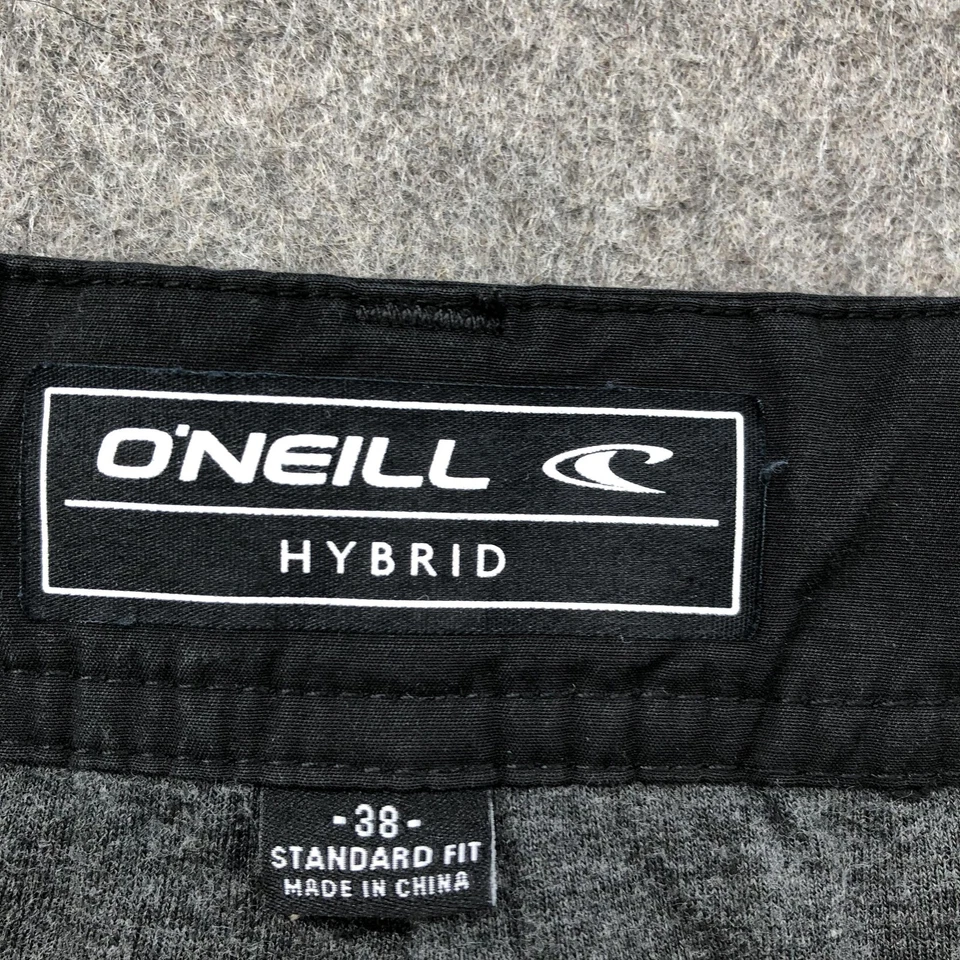 O'NEILL
HYBRID
-38-
STANDARD FIT
MADE IN CHINA